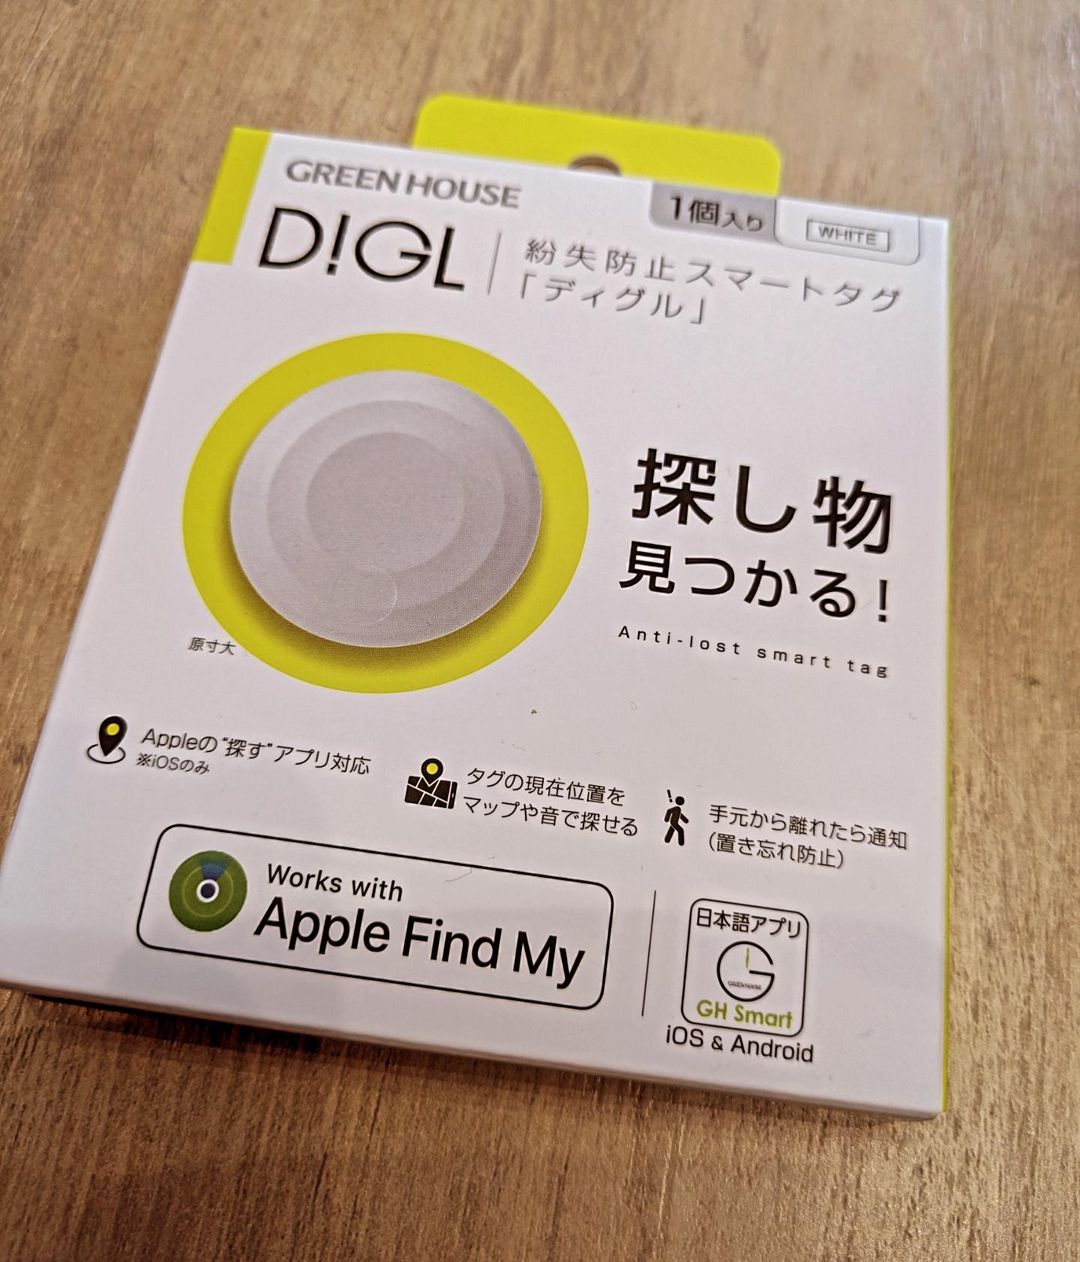 GREEN HOUSE
1個入り
WHITE
D!GL
紛失防止スマートタグ
「ディグル」
探し物
見つかる!
Anti-lost smart tag
原寸大
Appleの"探す"アプリ対応
※iOSのみ
タグの現在位置を
マップや音で探せる
手元から離れたら通知
(置き忘れ防止)
Works with
Apple Find My
日本語アプリ
GREEN HOUSE
GH Smart
iOS & Android